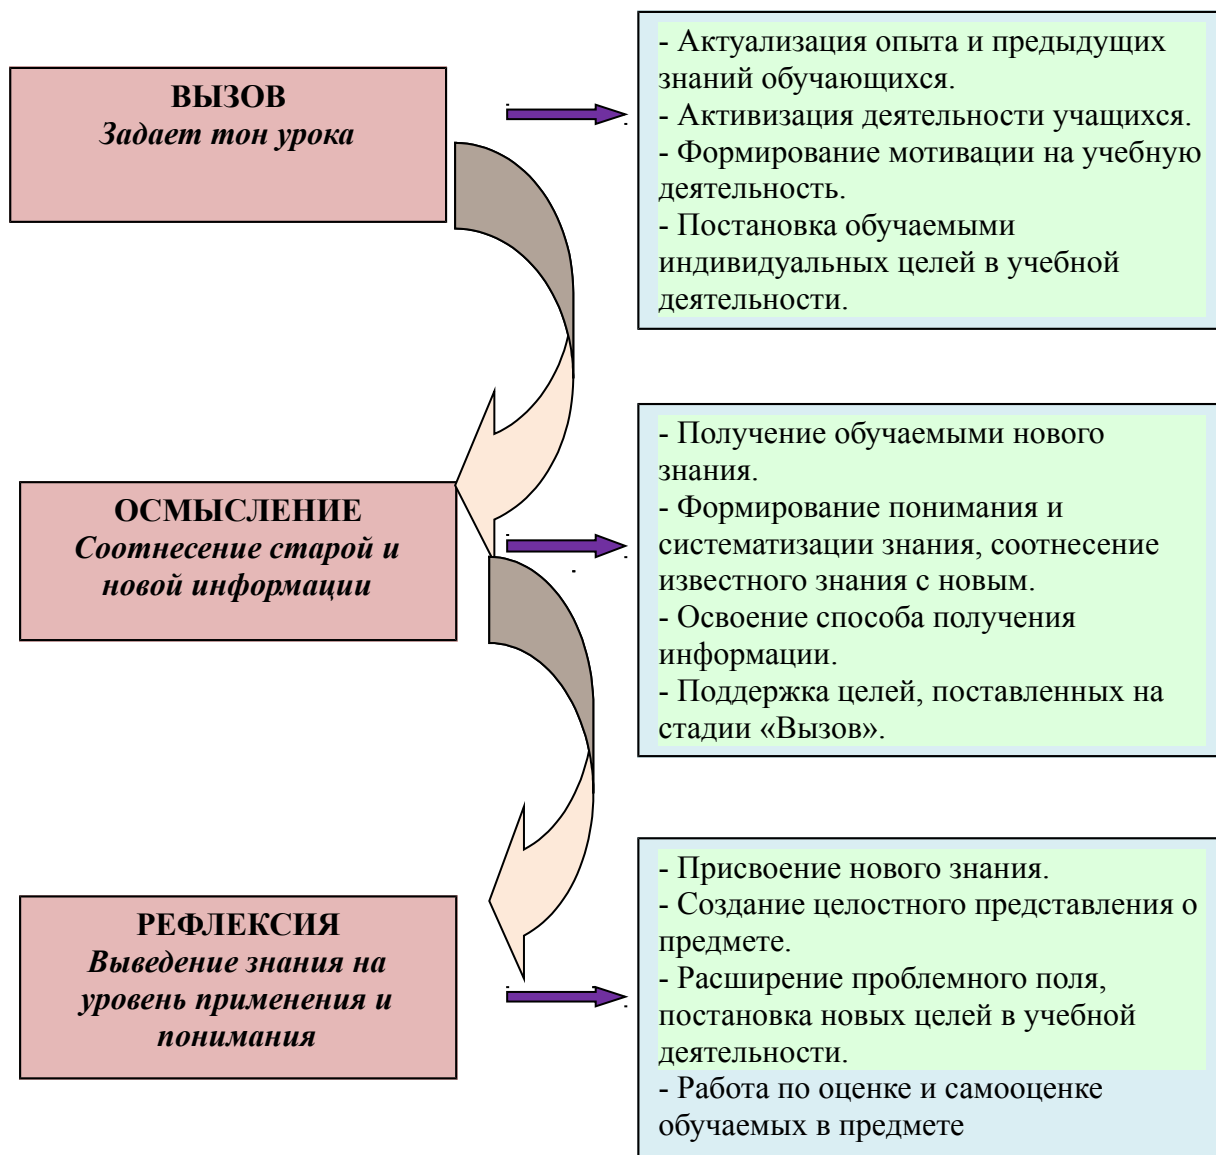 ВЫЗОВ
Задает тон урока
- Актуализация опыта и предыдущих
знаний обучающихся.
- Активизация деятельности учащихся.
- Формирование мотивации на учебную
деятельность.
- Постановка обучаемыми
индивидуальных целей в учебной
деятельности.
ОСМЫСЛЕНИЕ
Соотнесение старой и
новой информации
- Получение обучаемыми нового
знания.
- Формирование понимания и
систематизации знания, соотнесение
известного знания с новым.
- Освоение способа получения
информации.
- Поддержка целей, поставленных на
стадии «Вызов».
РЕФЛЕКСИЯ
Выведение знания на
уровень применения и
понимания
- Присвоение нового знания.
- Создание целостного представления о
предмете.
- Расширение проблемного поля,
постановка новых целей в учебной
деятельности.
- Работа по оценке и самооценке
обучаемых в предмете